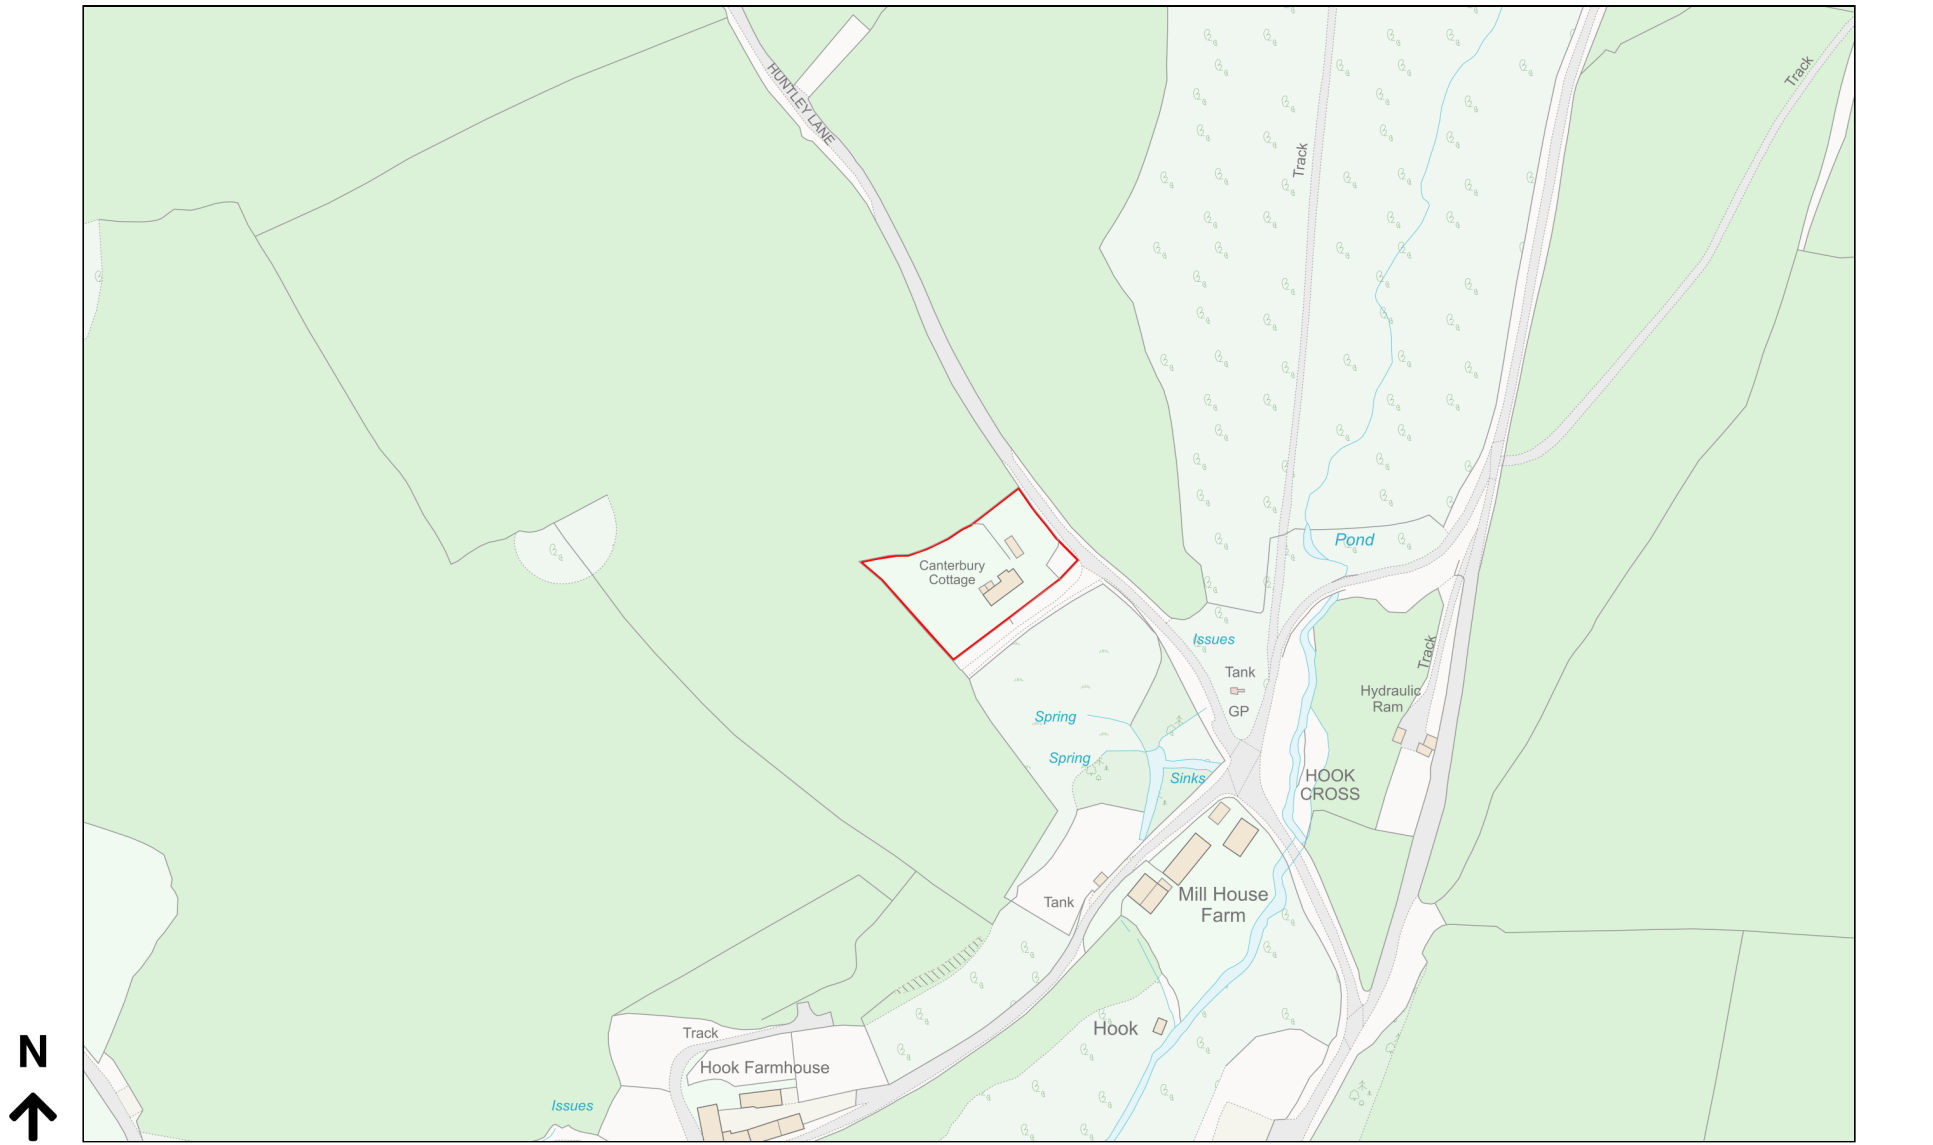 HUNTLEY LANE
Track
Track
Pond
Canterbury
Cottage
Issues
Track
Tank
Hydraulic
Ram
GP
Spring
Spring
Sinks
HOOK
CROSS
Mill House
Farm
Tank
Hook
Track
Hook Farmhouse
Issues
N